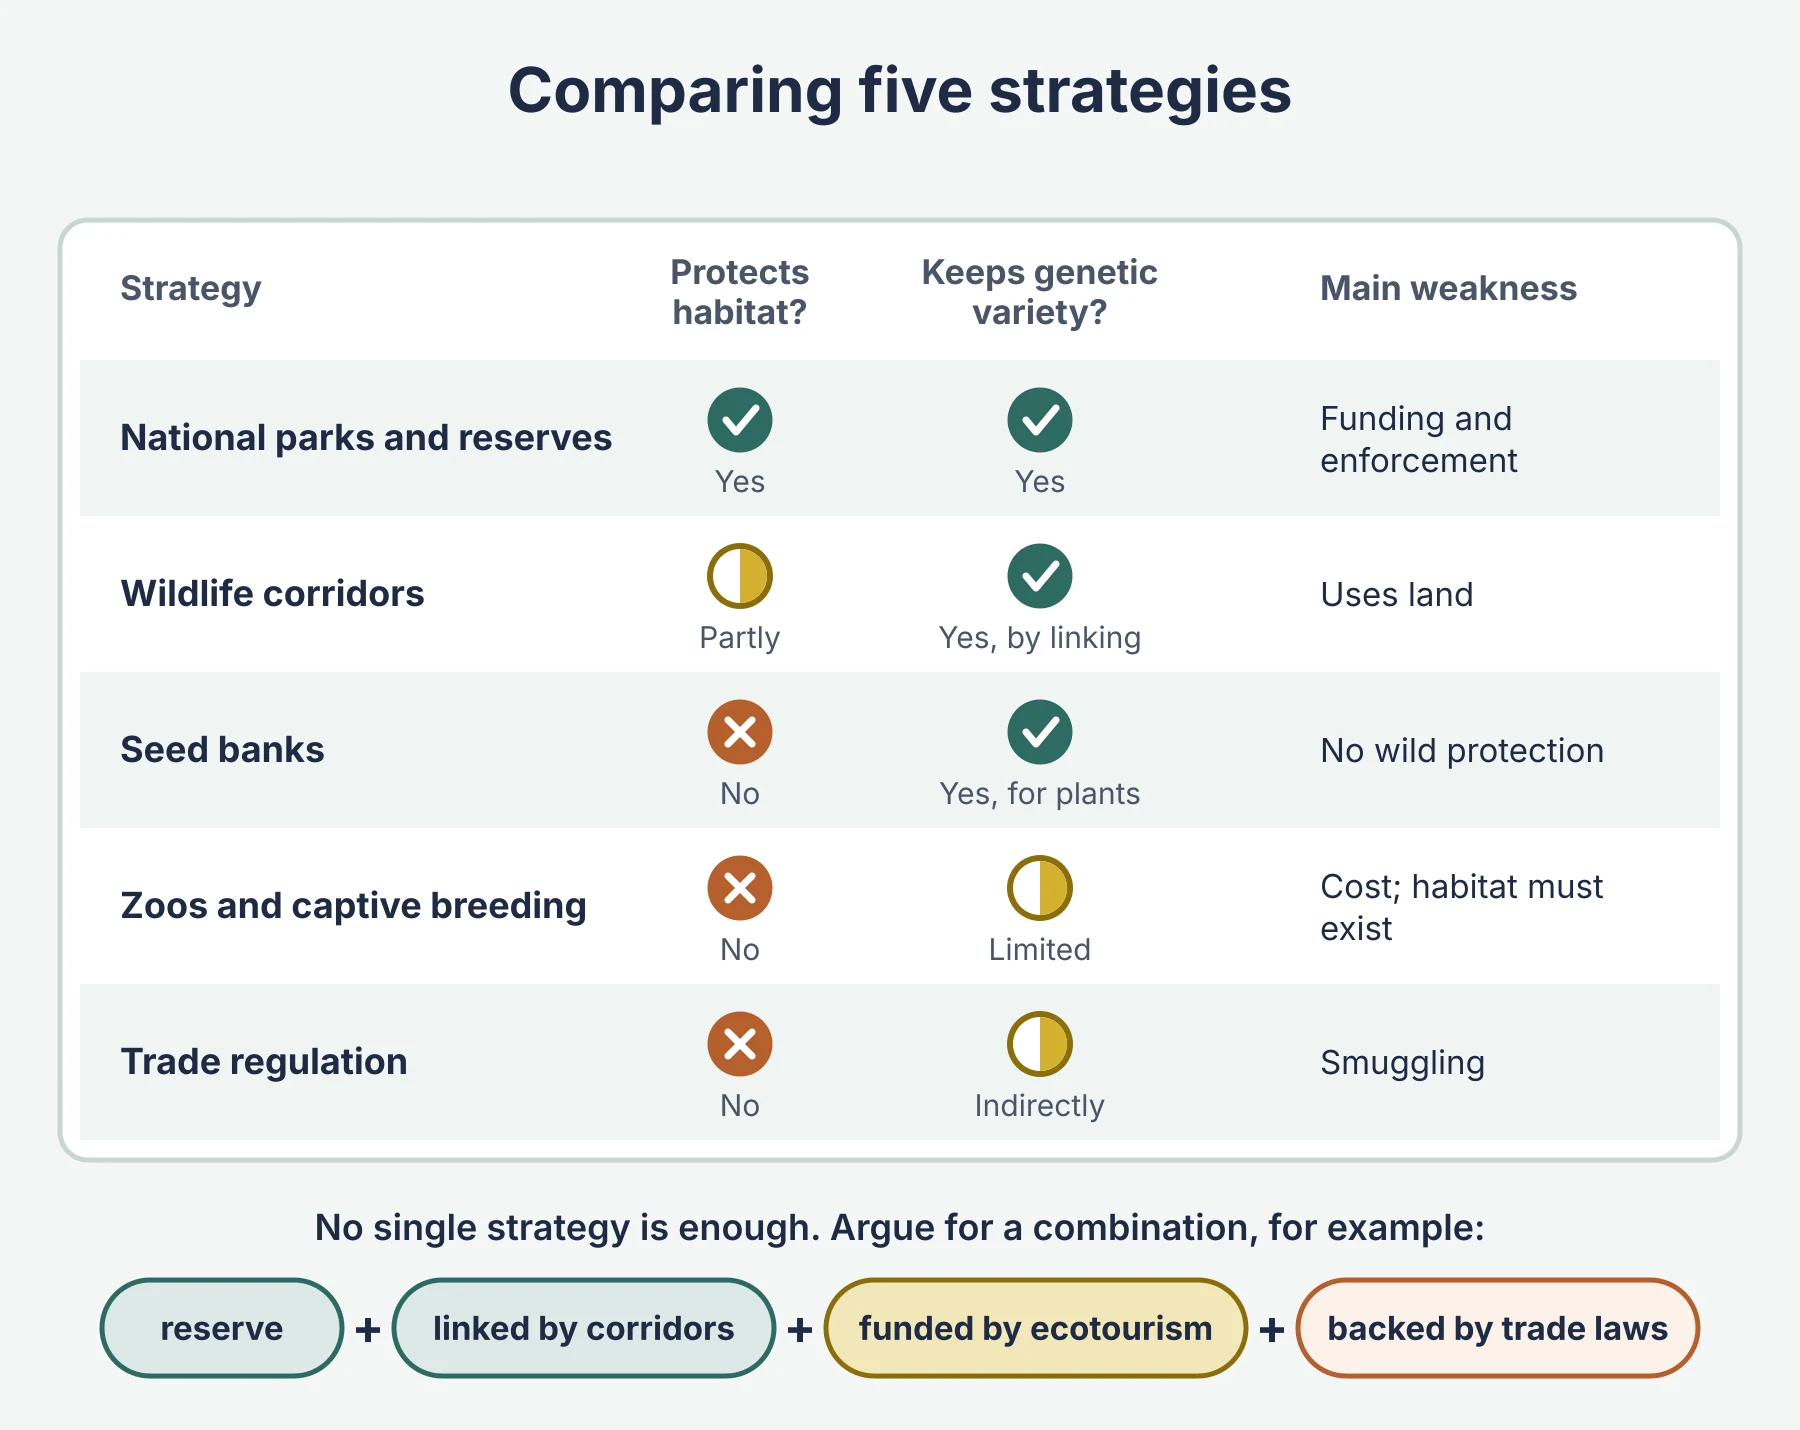 Comparing five strategies
Strategy
Protects
habitat?
Keeps genetic
variety?
Main weakness
National parks and reserves
Yes
Yes
Funding and
enforcement
Wildlife corridors
Partly
Yes, by linking
Uses land
Seed banks
No
Yes, for plants
No wild protection
Zoos and captive breeding
No
Limited
Cost; habitat must
exist
Trade regulation
No
Indirectly
Smuggling
No single strategy is enough. Argue for a combination, for example:
reserve + linked by corridors + funded by ecotourism + backed by trade laws